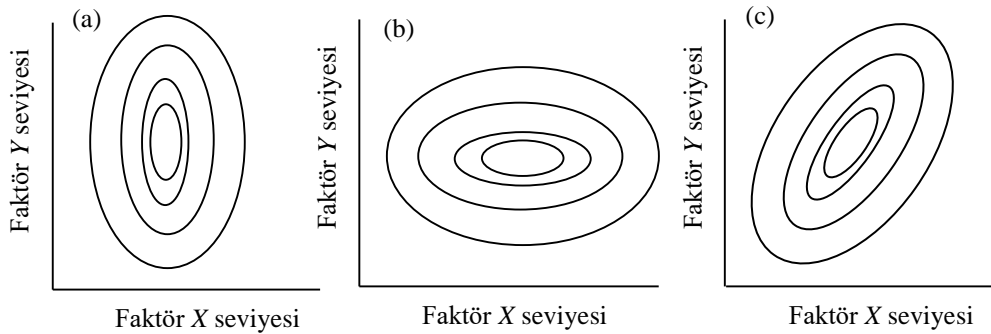 (a)
Faktör Y seviyesi
Faktör X seviyesi
(b)
Faktör Y seviyesi
Faktör X seviyesi
(c)
Faktör Y seviyesi
Faktör X seviyesi